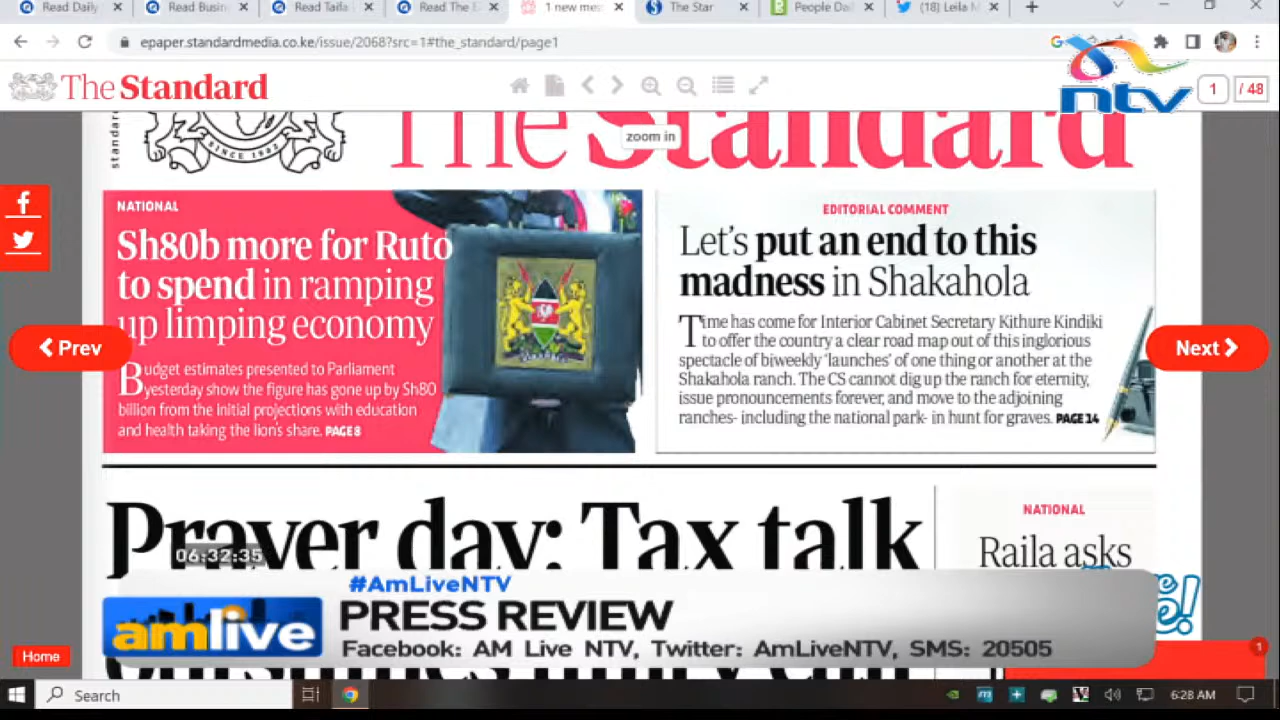 Read Daily
Read Busin
Read Taifa
Read The E
1 new mes
The Star
People Dai
(18) Leila M
epaper.standardmedia.co.ke/issue/2068?src=1#the_standard/page1
The Standard
1 / 48
ntv
standard
SINCE 1902
The Standard
zoom in
NATIONAL
Sh80b more for Ruto
to spend in ramping
up limping economy
Budget estimates presented to Parliament
yesterday show the figure has gone up by Sh80
billion from the initial projections with education
and health taking the lion's share. PAGE 8
EDITORIAL COMMENT
Let's put an end to this
madness in Shakahola
Time has come for Interior Cabinet Secretary Kithure Kindiki
to offer the country a clear road map out of this inglorious
spectacle of biweekly 'launches' of one thing or another at the
Shakahola ranch. The CS cannot dig up the ranch for eternity,
issue pronouncements forever, and move to the adjoining
ranches- including the national park- in hunt for graves. PAGE 14
Prev
Next
Prayer day: Tax talk
06:32:35
NATIONAL
Raila asks
#AmLiveNTV
amlive
PRESS REVIEW
Facebook: AM Live NTV, Twitter: AmLiveNTV, SMS: 20505
Home
1
Search
6:28 AM